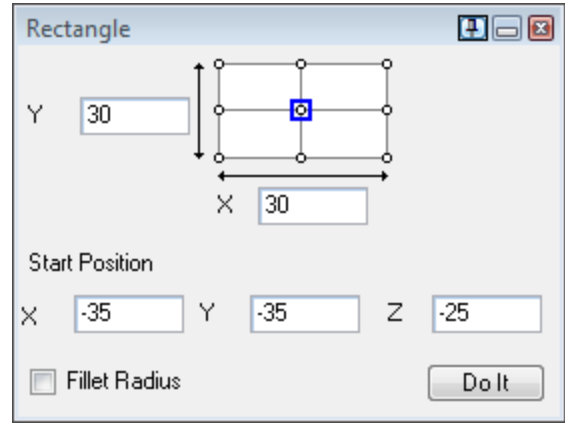 Rectangle
Y 30
X 30
Start Position
X -35 Y -35 Z -25
Fillet Radius Do It